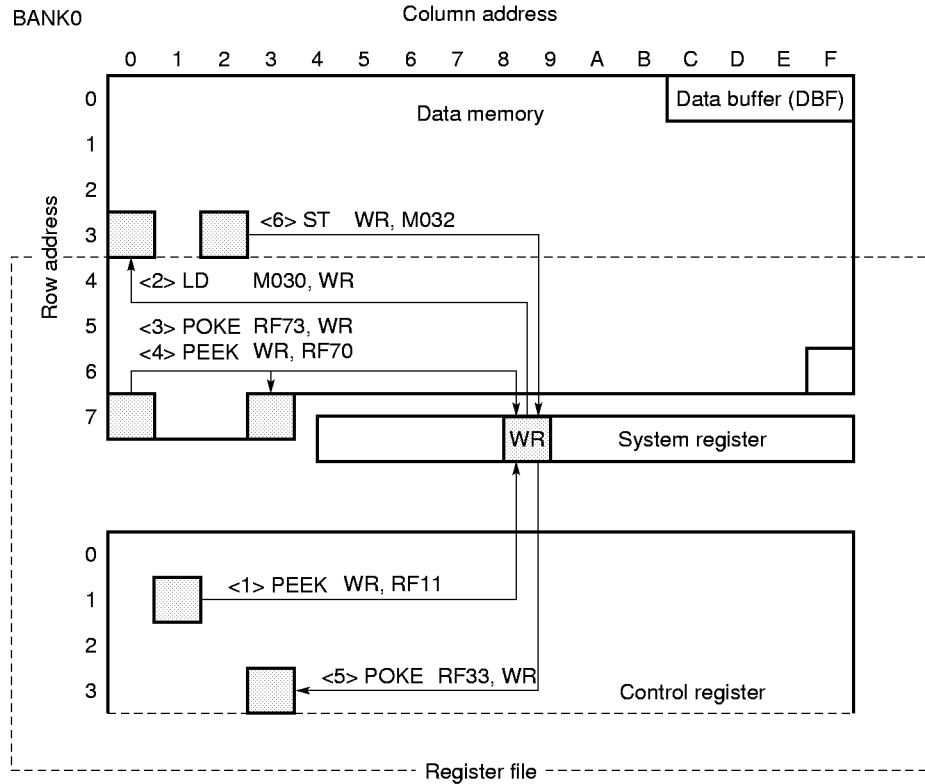 BANK0
Column address
0 1 2 3 4 5 6 7 8 9 A B C D E F
Row address
0 Data memory Data buffer (DBF)
1
2
3 <6> ST WR, M032
4 <2> LD M030, WR
5 <3> POKE RF73, WR
<4> PEEK WR, RF70
6
7 WR System register
0
1 <1> PEEK WR, RF11
2
3 <5> POKE RF33, WR Control register
Register file